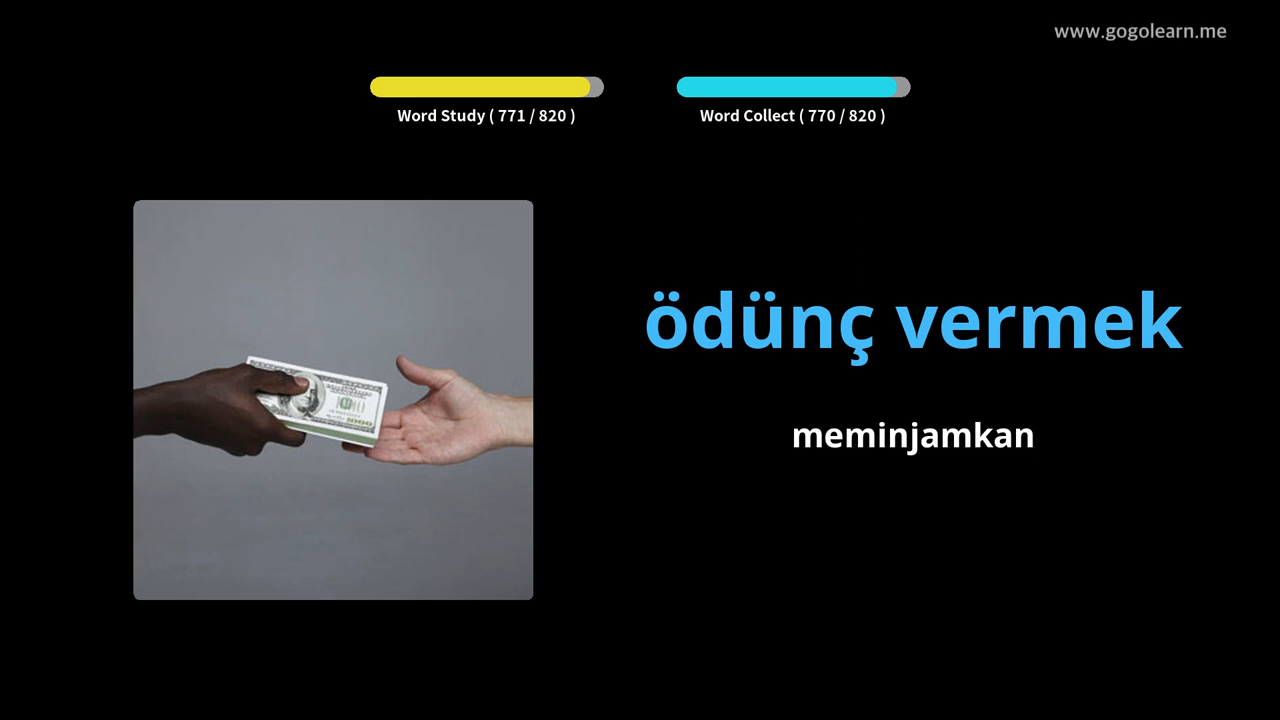 www.gogolearn.me
Word Study ( 771 / 820 )
Word Collect ( 770 / 820 )
ödünç vermek
meminjamkan